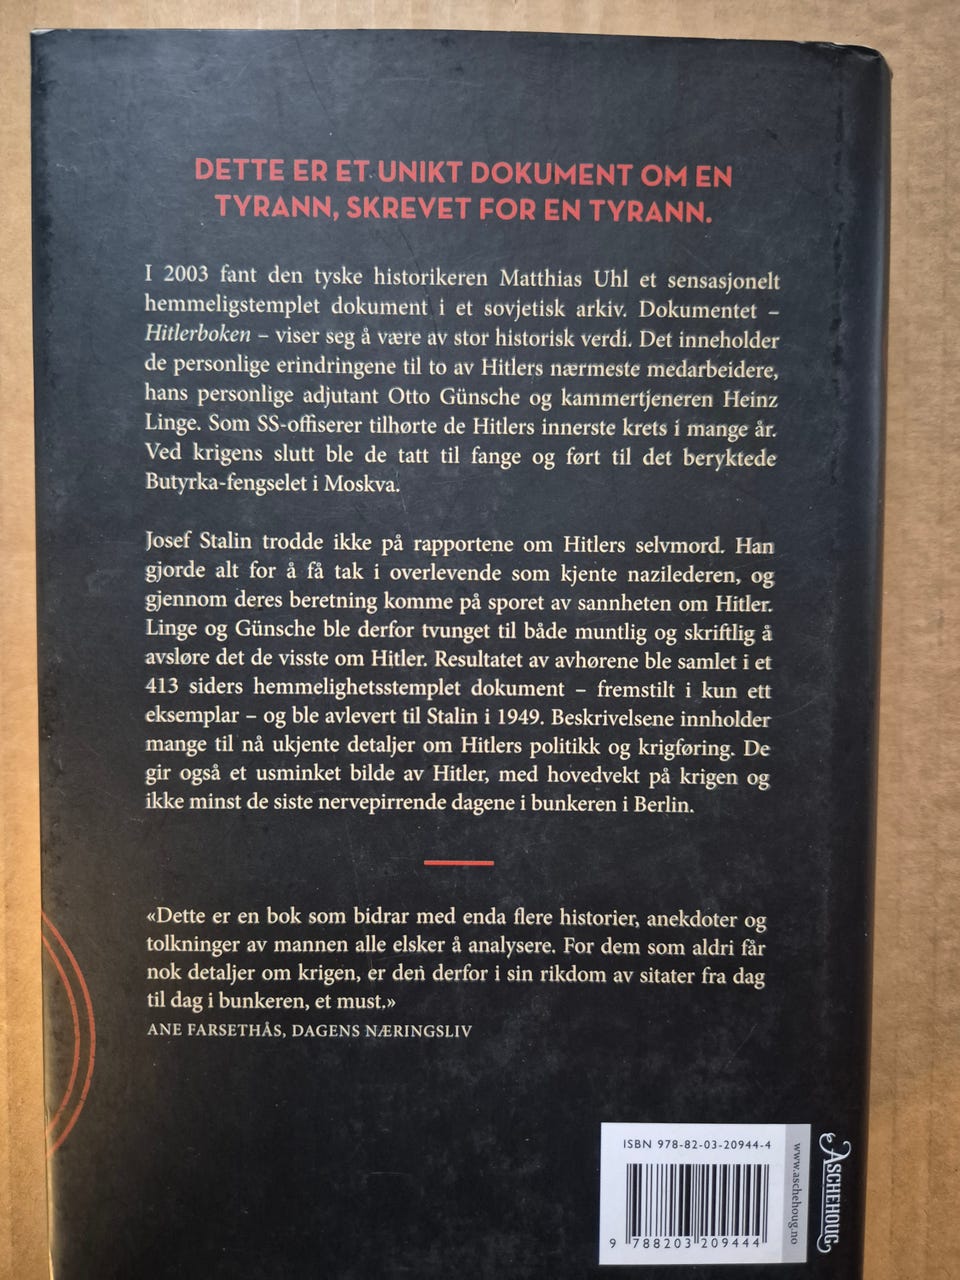 DETTE ER ET UNIKT DOKUMENT OM EN
TYRANN, SKREVET FOR EN TYRANN.
I 2003 fant den tyske historikeren Matthias Uhl et sensasjonelt
hemmeligstemplet dokument i et sovjetisk arkiv. Dokumentet –
Hitlerboken – viser seg å være av stor historisk verdi. Det inneholder
de personlige erindringene til to av Hitlers nærmeste medarbeidere,
hans personlige adjutant Otto Günsche og kammertjeneren Heinz
Linge. Som SS-offiserer tilhørte de Hitlers innerste krets i mange år.
Ved krigens slutt ble de tatt til fange og ført til det beryktede
Butyrka-fengselet i Moskva.
Josef Stalin trodde ikke på rapportene om Hitlers selvmord. Han
gjorde alt for å få tak i overlevende som kjente nazilederen, og
gjennom deres beretning komme på sporet av sannheten om Hitler.
Linge og Günsche ble derfor tvunget til både muntlig og skriftlig å
avsløre det de visste om Hitler. Resultatet av avhørene ble samlet i et
413 siders hemmelighetsstemplet dokument – fremstilt i kun ett
eksemplar – og ble avlevert til Stalin i 1949. Beskrivelsene innholder
mange til nå ukjente detaljer om Hitlers politikk og krigføring. De
gir også et usminket bilde av Hitler, med hovedvekt på krigen og
ikke minst de siste nervepirrende dagene i bunkeren i Berlin.
«Dette er en bok som bidrar med enda flere historier, anekdoter og
tolkninger av mannen alle elsker å analysere. For dem som aldri får
nok detaljer om krigen, er den derfor i sin rikdom av sitater fra dag
til dag i bunkeren, et must.»
ANE FARSETHÅS, DAGENS NÆRINGSLIV
ISBN 978-82-03-20944-4
9 788203 209444
www.aschehoug.no
ASCHEHOUG